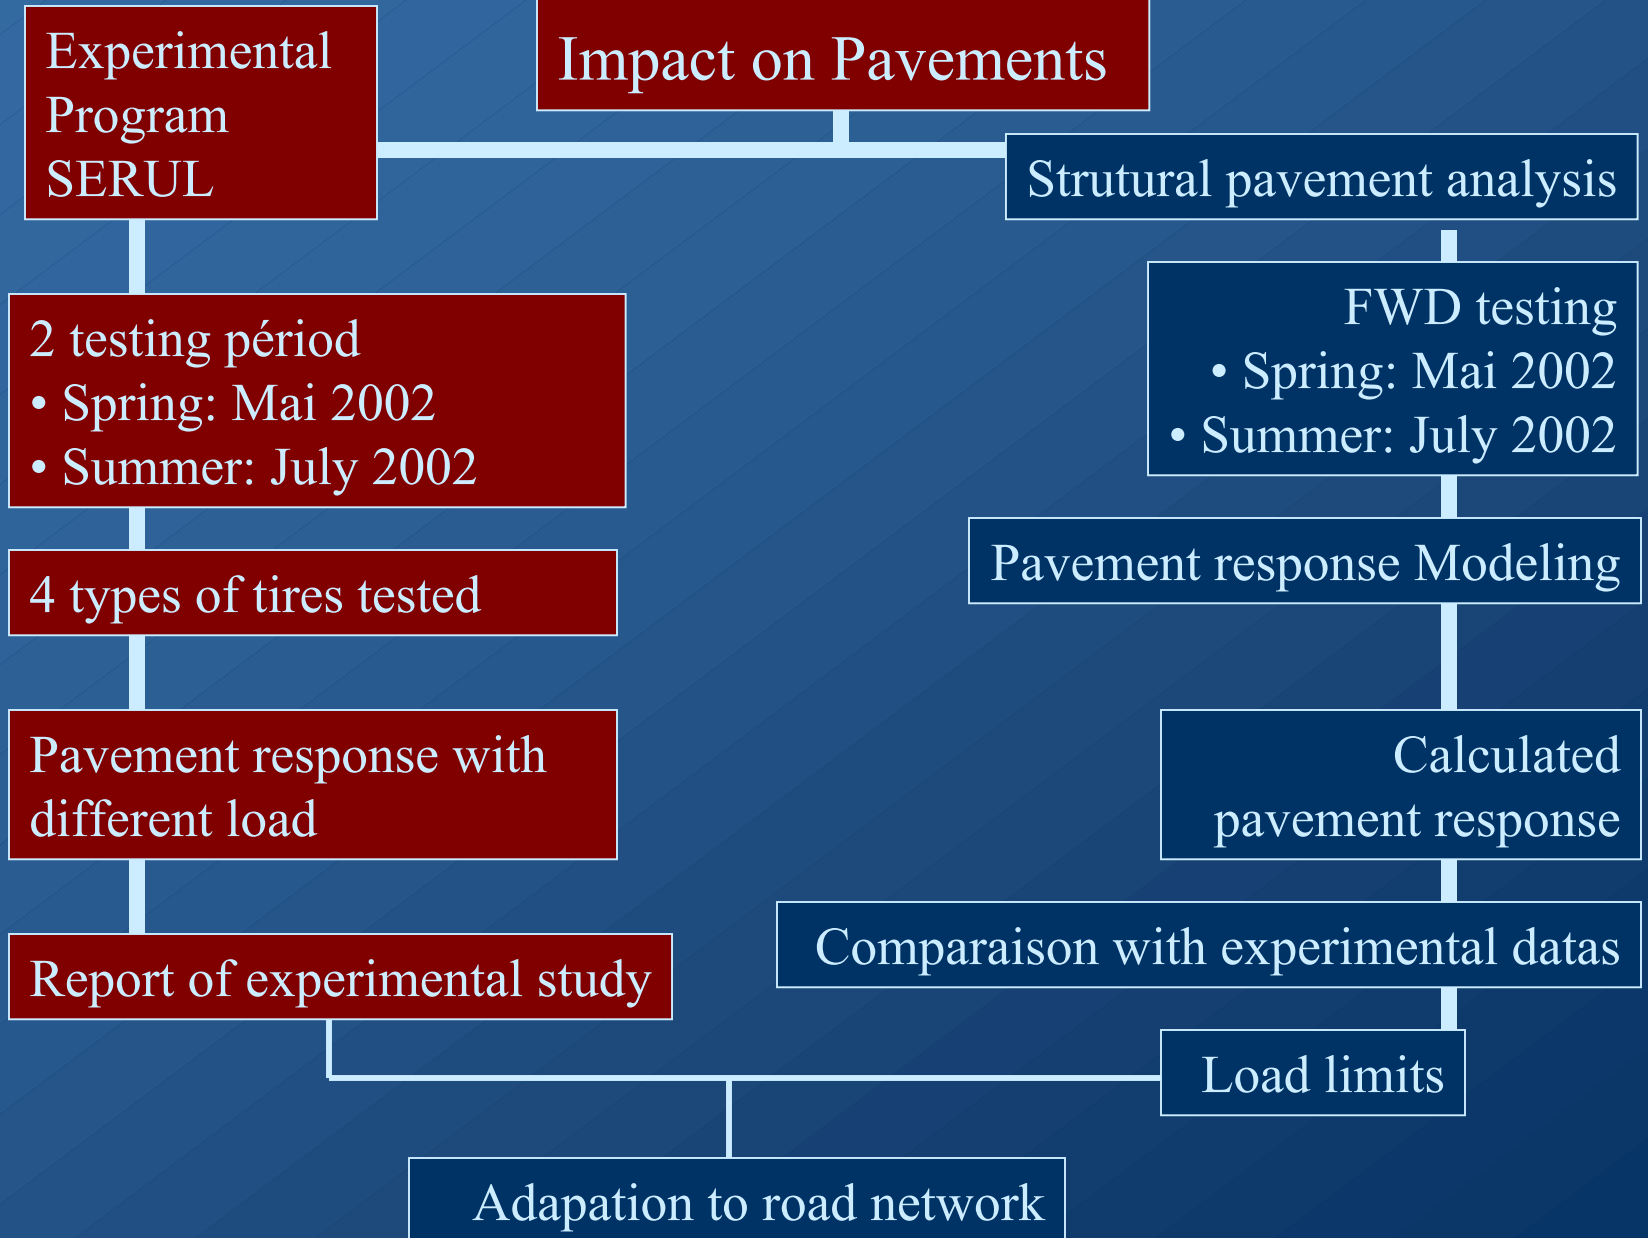 Impact on Pavements
Experimental
Program
SERUL
2 testing périod
• Spring: Mai 2002
• Summer: July 2002
4 types of tires tested
Pavement response with
different load
Report of experimental study
Strutural pavement analysis
FWD testing
• Spring: Mai 2002
• Summer: July 2002
Pavement response Modeling
Calculated
pavement response
Comparaison with experimental datas
Load limits
Adapation to road network